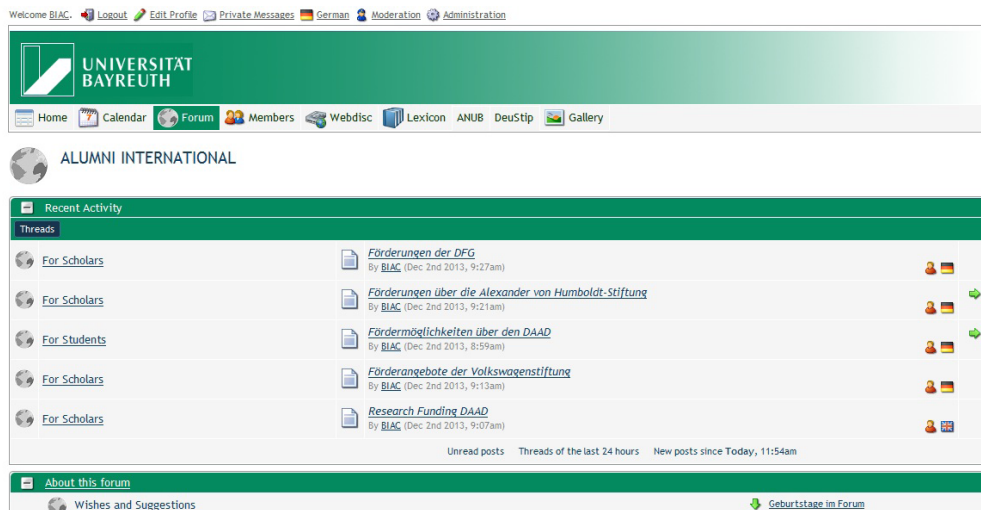 Welcome BIAC. Logout Edit Profile Private Messages German Moderation Administration
UNIVERSITÄT
BAYREUTH
Home 7 Calendar Forum Members Webdisc Lexicon ANUB DeuStip Gallery
ALUMNI INTERNATIONAL
Recent Activity
Threads
For Scholars Förderungen der DFG
By BIAC (Dec 2nd 2013, 9:27am)
For Scholars Förderungen über die Alexander von Humboldt-Stiftung
By BIAC (Dec 2nd 2013, 9:21am)
For Students Fördermöglichkeiten über den DAAD
By BIAC (Dec 2nd 2013, 8:59am)
For Scholars Förderangebote der Volkswagenstiftung
By BIAC (Dec 2nd 2013, 9:13am)
For Scholars Research Funding DAAD
By BIAC (Dec 2nd 2013, 9:07am)
Unread posts Threads of the last 24 hours New posts since Today, 11:54am
About this forum
Wishes and Suggestions Geburtstage im Forum